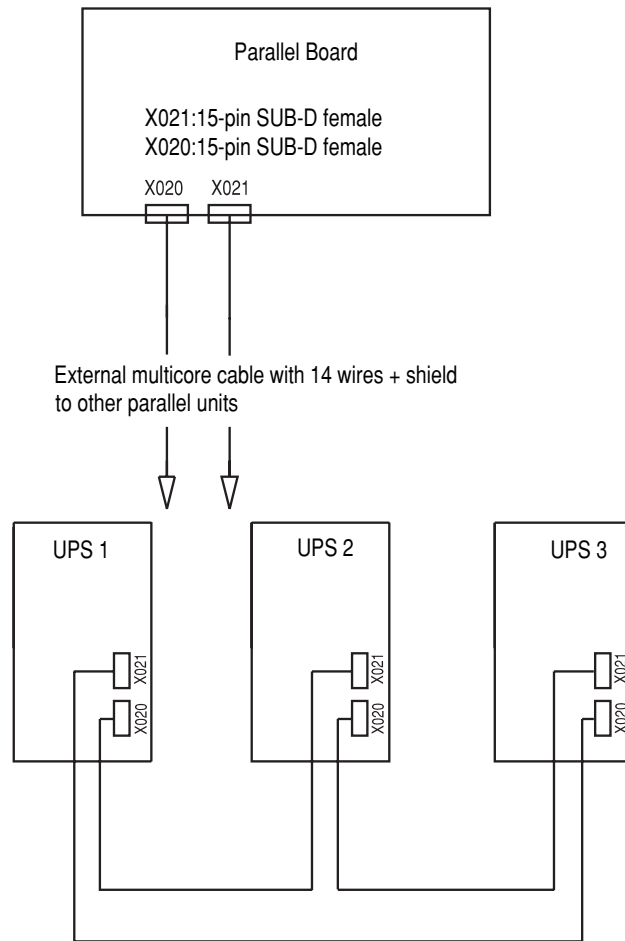 Parallel Board
X021:15-pin SUB-D female
X020:15-pin SUB-D female
X020 X021
External multicore cable with 14 wires + shield
to other parallel units
UPS 1
UPS 2
UPS 3
X021
X020
X021
X020
X021
X020